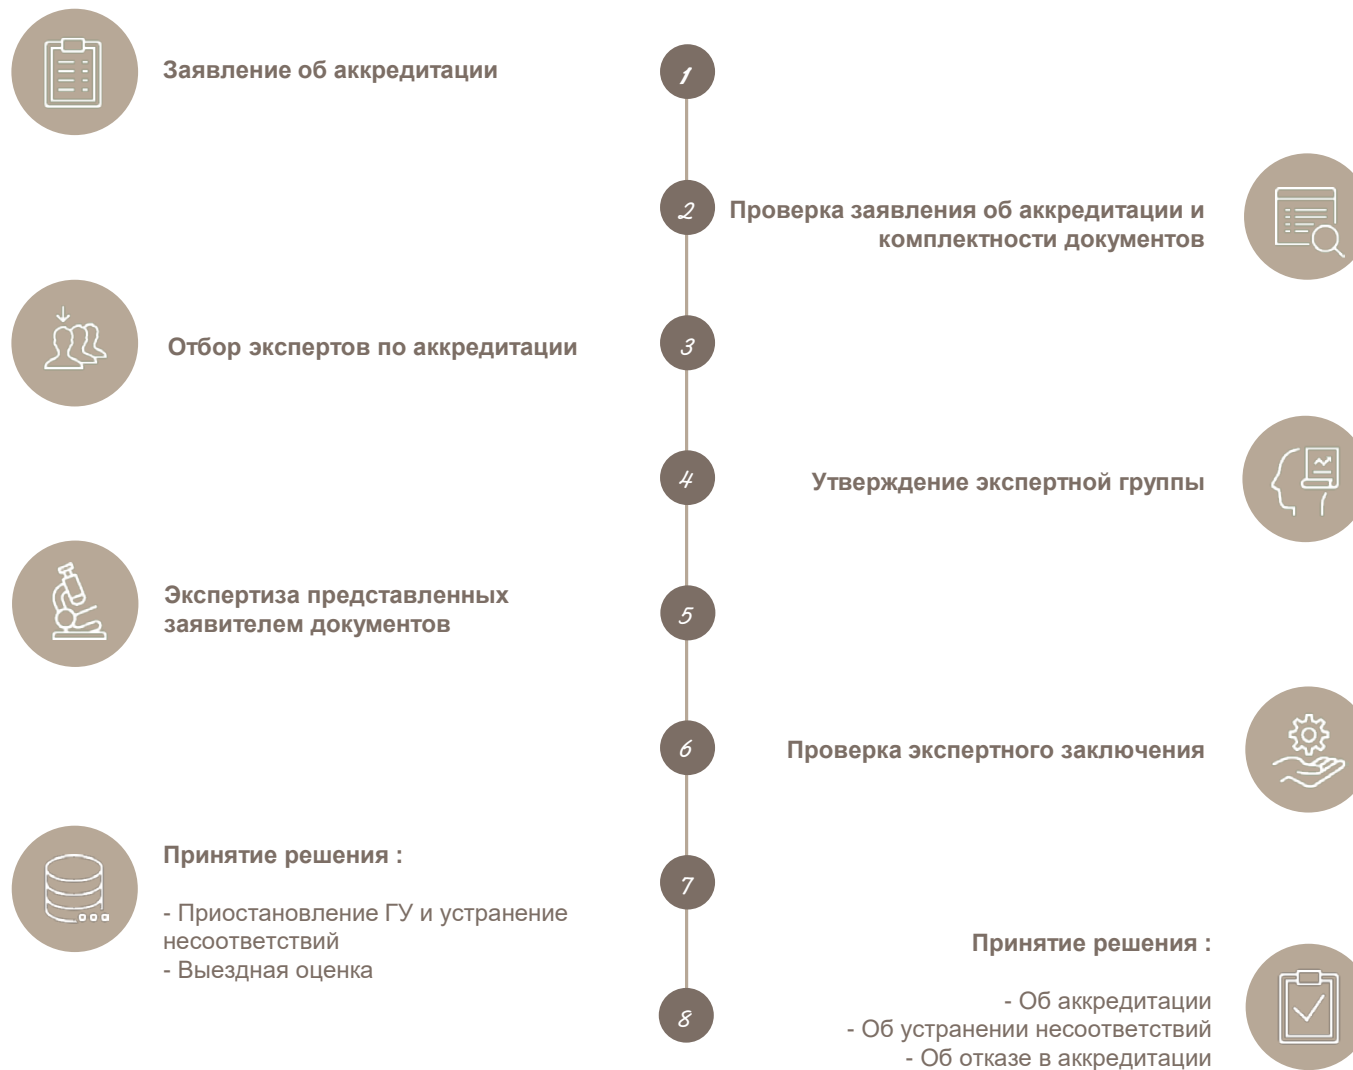 Заявление об аккредитации
1
2
Проверка заявления об аккредитации и
комплектности документов
Отбор экспертов по аккредитации
3
4
Утверждение экспертной группы
Экспертиза представленных
заявителем документов
5
6
Проверка экспертного заключения
Принятие решения :
- Приостановление ГУ и устранение
несоответствий
- Выездная оценка
7
8
Принятие решения :
- Об аккредитации
- Об устранении несоответствий
- Об отказе в аккредитации